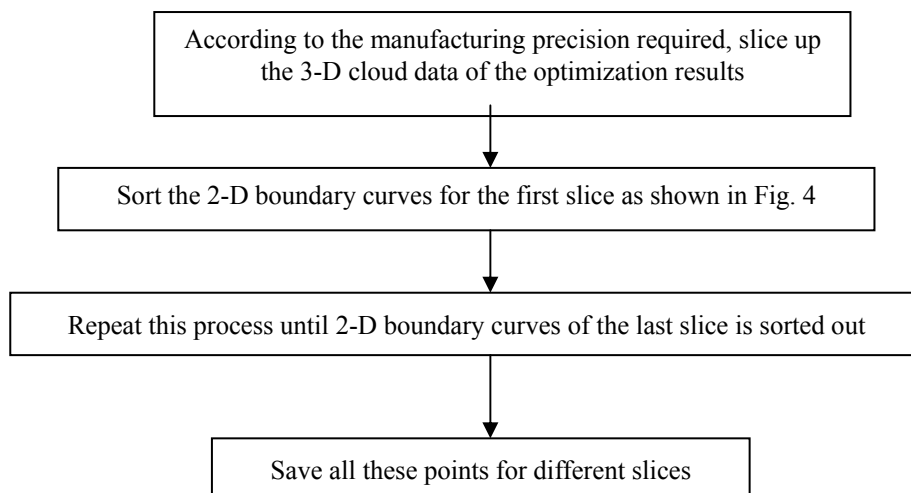 According to the manufacturing precision required, slice up
the 3-D cloud data of the optimization results
Sort the 2-D boundary curves for the first slice as shown in Fig. 4
Repeat this process until 2-D boundary curves of the last slice is sorted out
Save all these points for different slices